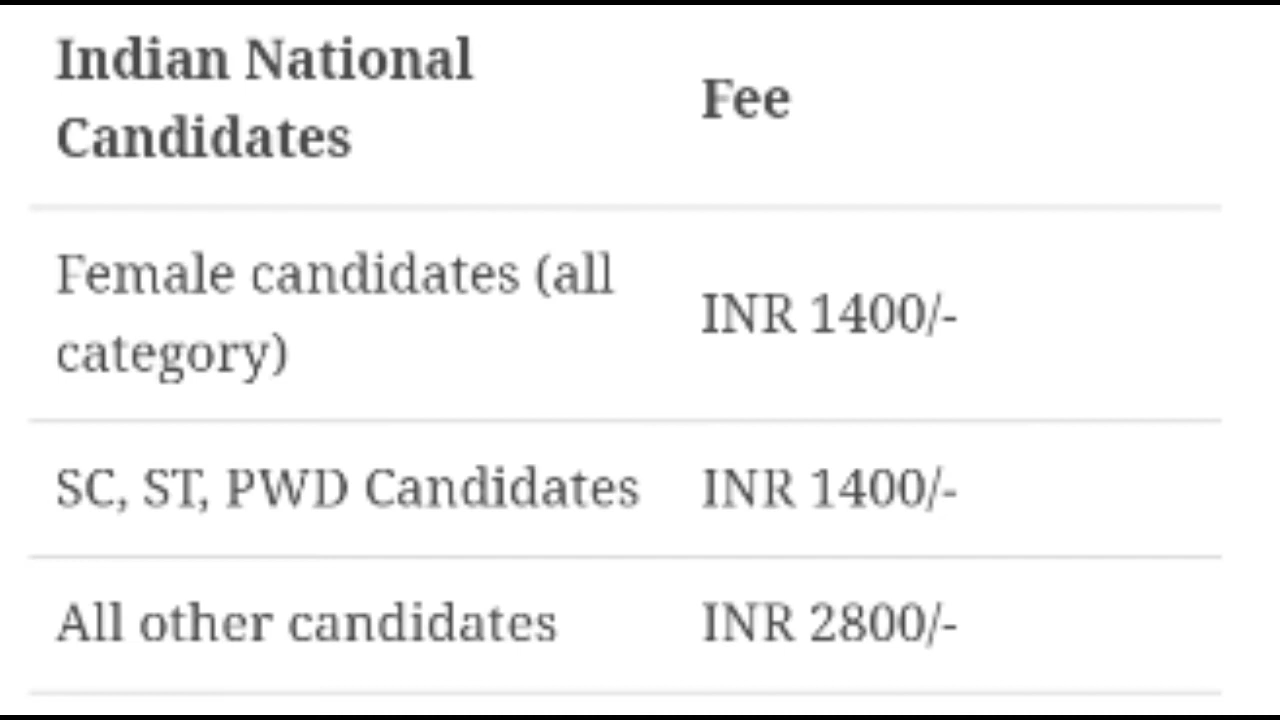 Indian National
Candidates
Fee
Female candidates (all
category)
INR 1400/-
SC, ST, PWD Candidates
INR 1400/-
All other candidates
INR 2800/-